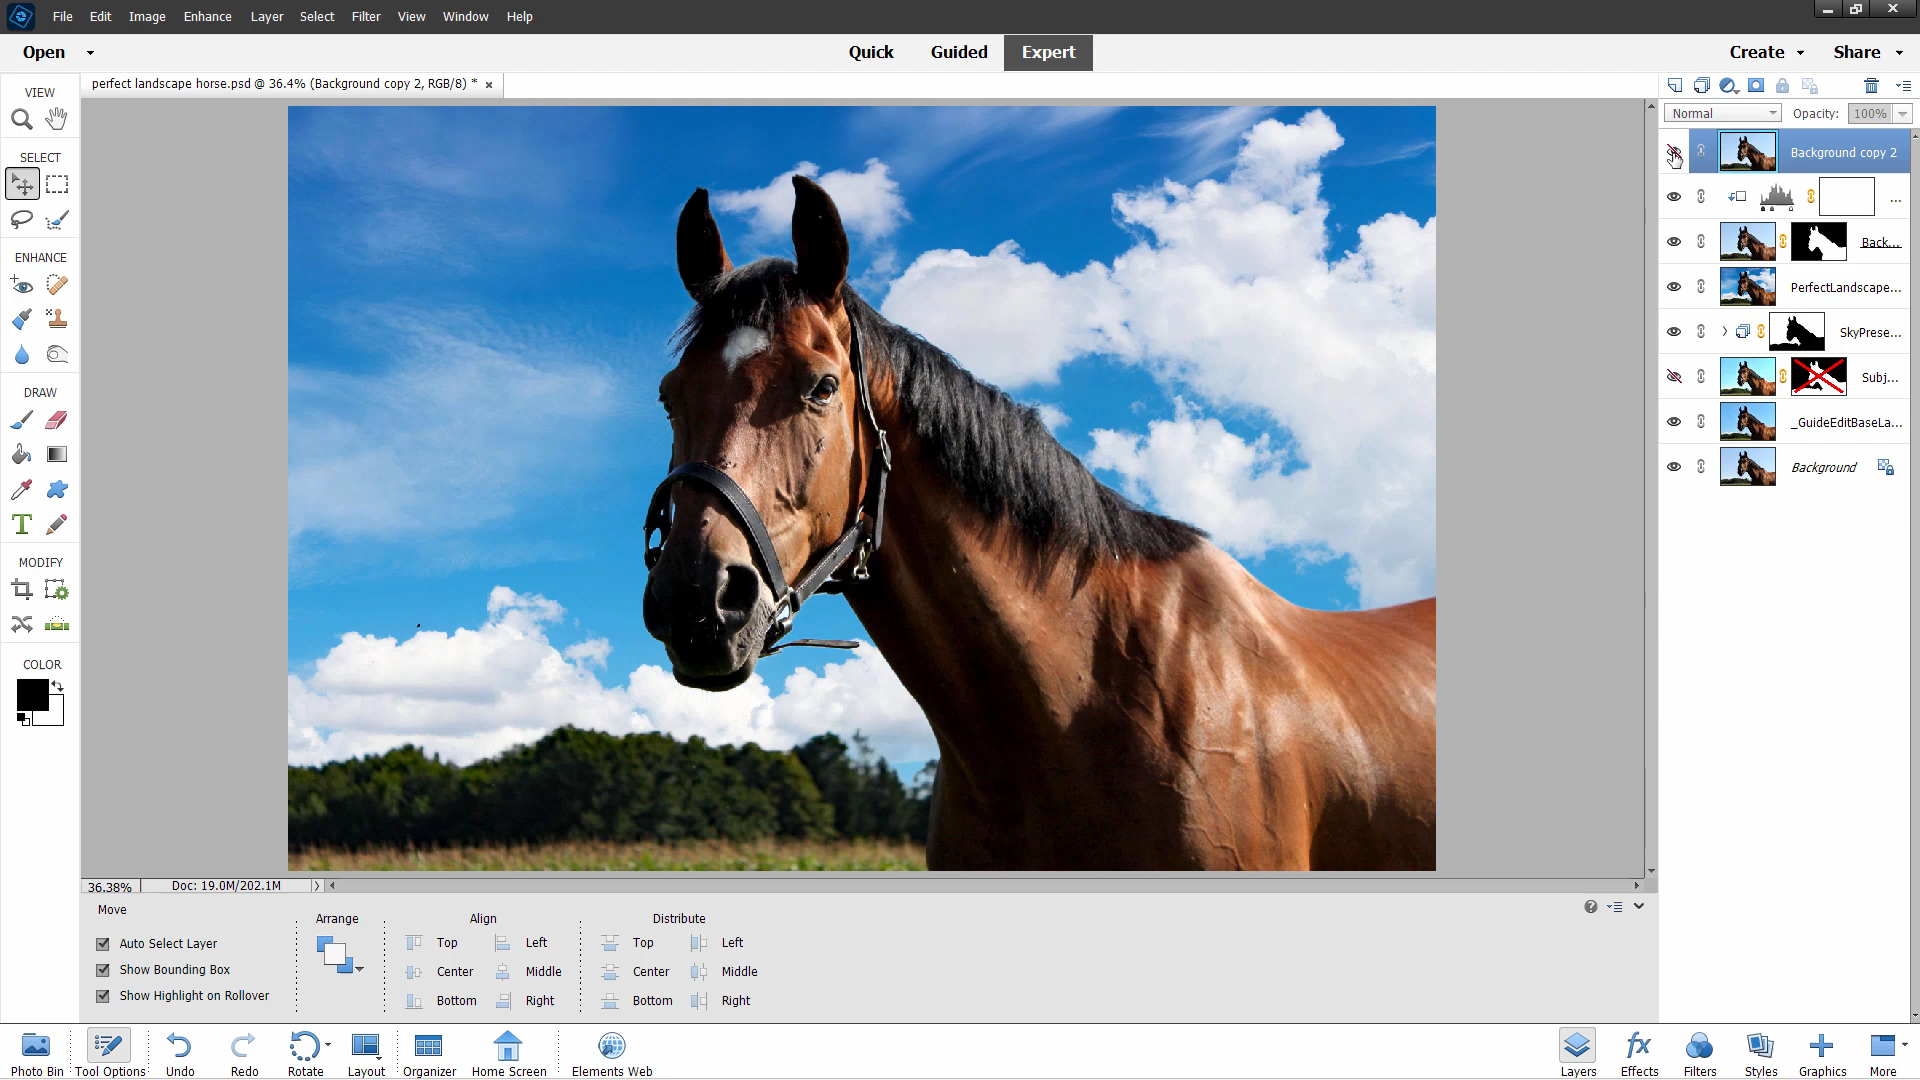 File Edit Image Enhance Layer Select Filter View Window Help
Open Quick Guided Expert Create Share
perfect landscape horse.psd @ 36.4% (Background copy 2, RGB/8) *
VIEW
SELECT
ENHANCE
DRAW
MODIFY
COLOR
Normal Opacity: 100%
Background copy 2
...
Back...
PerfectLandscape...
SkyPrese...
Subj...
_GuideEditBaseLa...
Background
36.38% Doc: 19.0M/202.1M
Move
Auto Select Layer
Show Bounding Box
Show Highlight on Rollover
Arrange
Align
Top Left
Center Middle
Bottom Right
Distribute
Top Left
Center Middle
Bottom Right
Photo Bin Tool Options Undo Redo Rotate Layout Organizer Home Screen Elements Web Layers Effects Filters Styles Graphics More